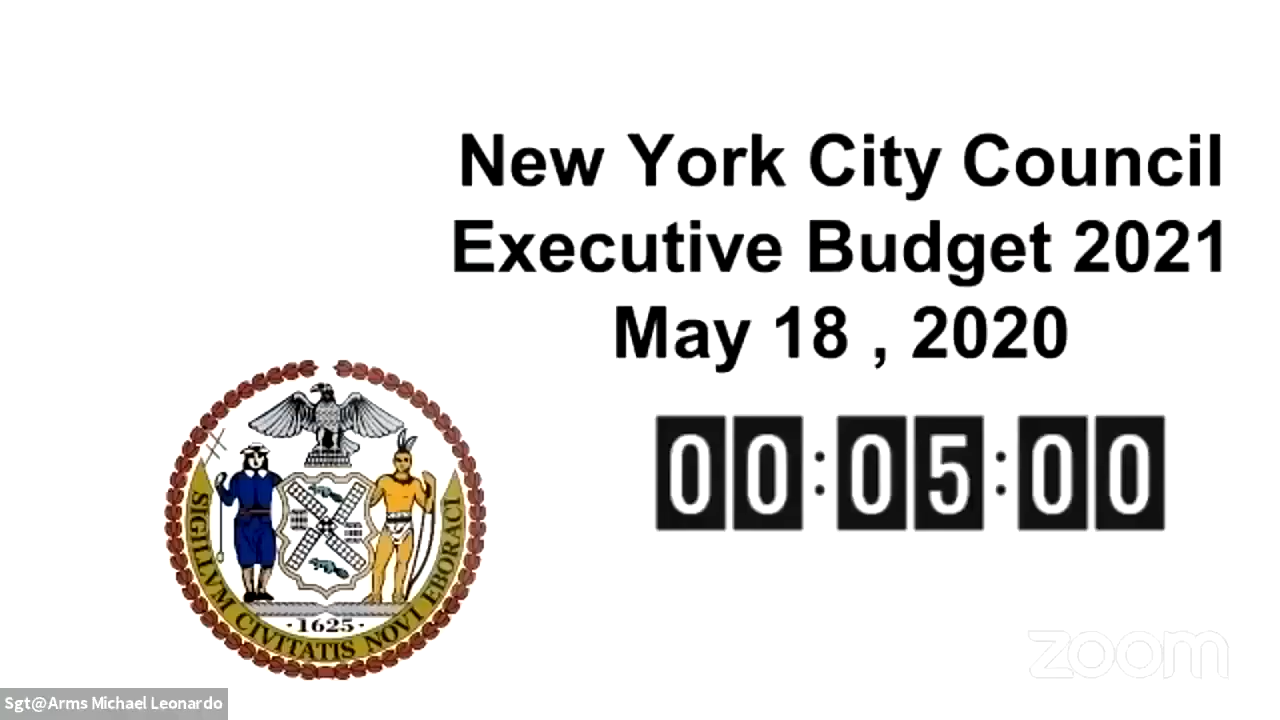 New York City Council
Executive Budget 2021
May 18 , 2020
00:05:00
SIGILLVM CIVITATIS NOVI EBORACI
·1625·
zoom
Sgt@Arms Michael Leonardo